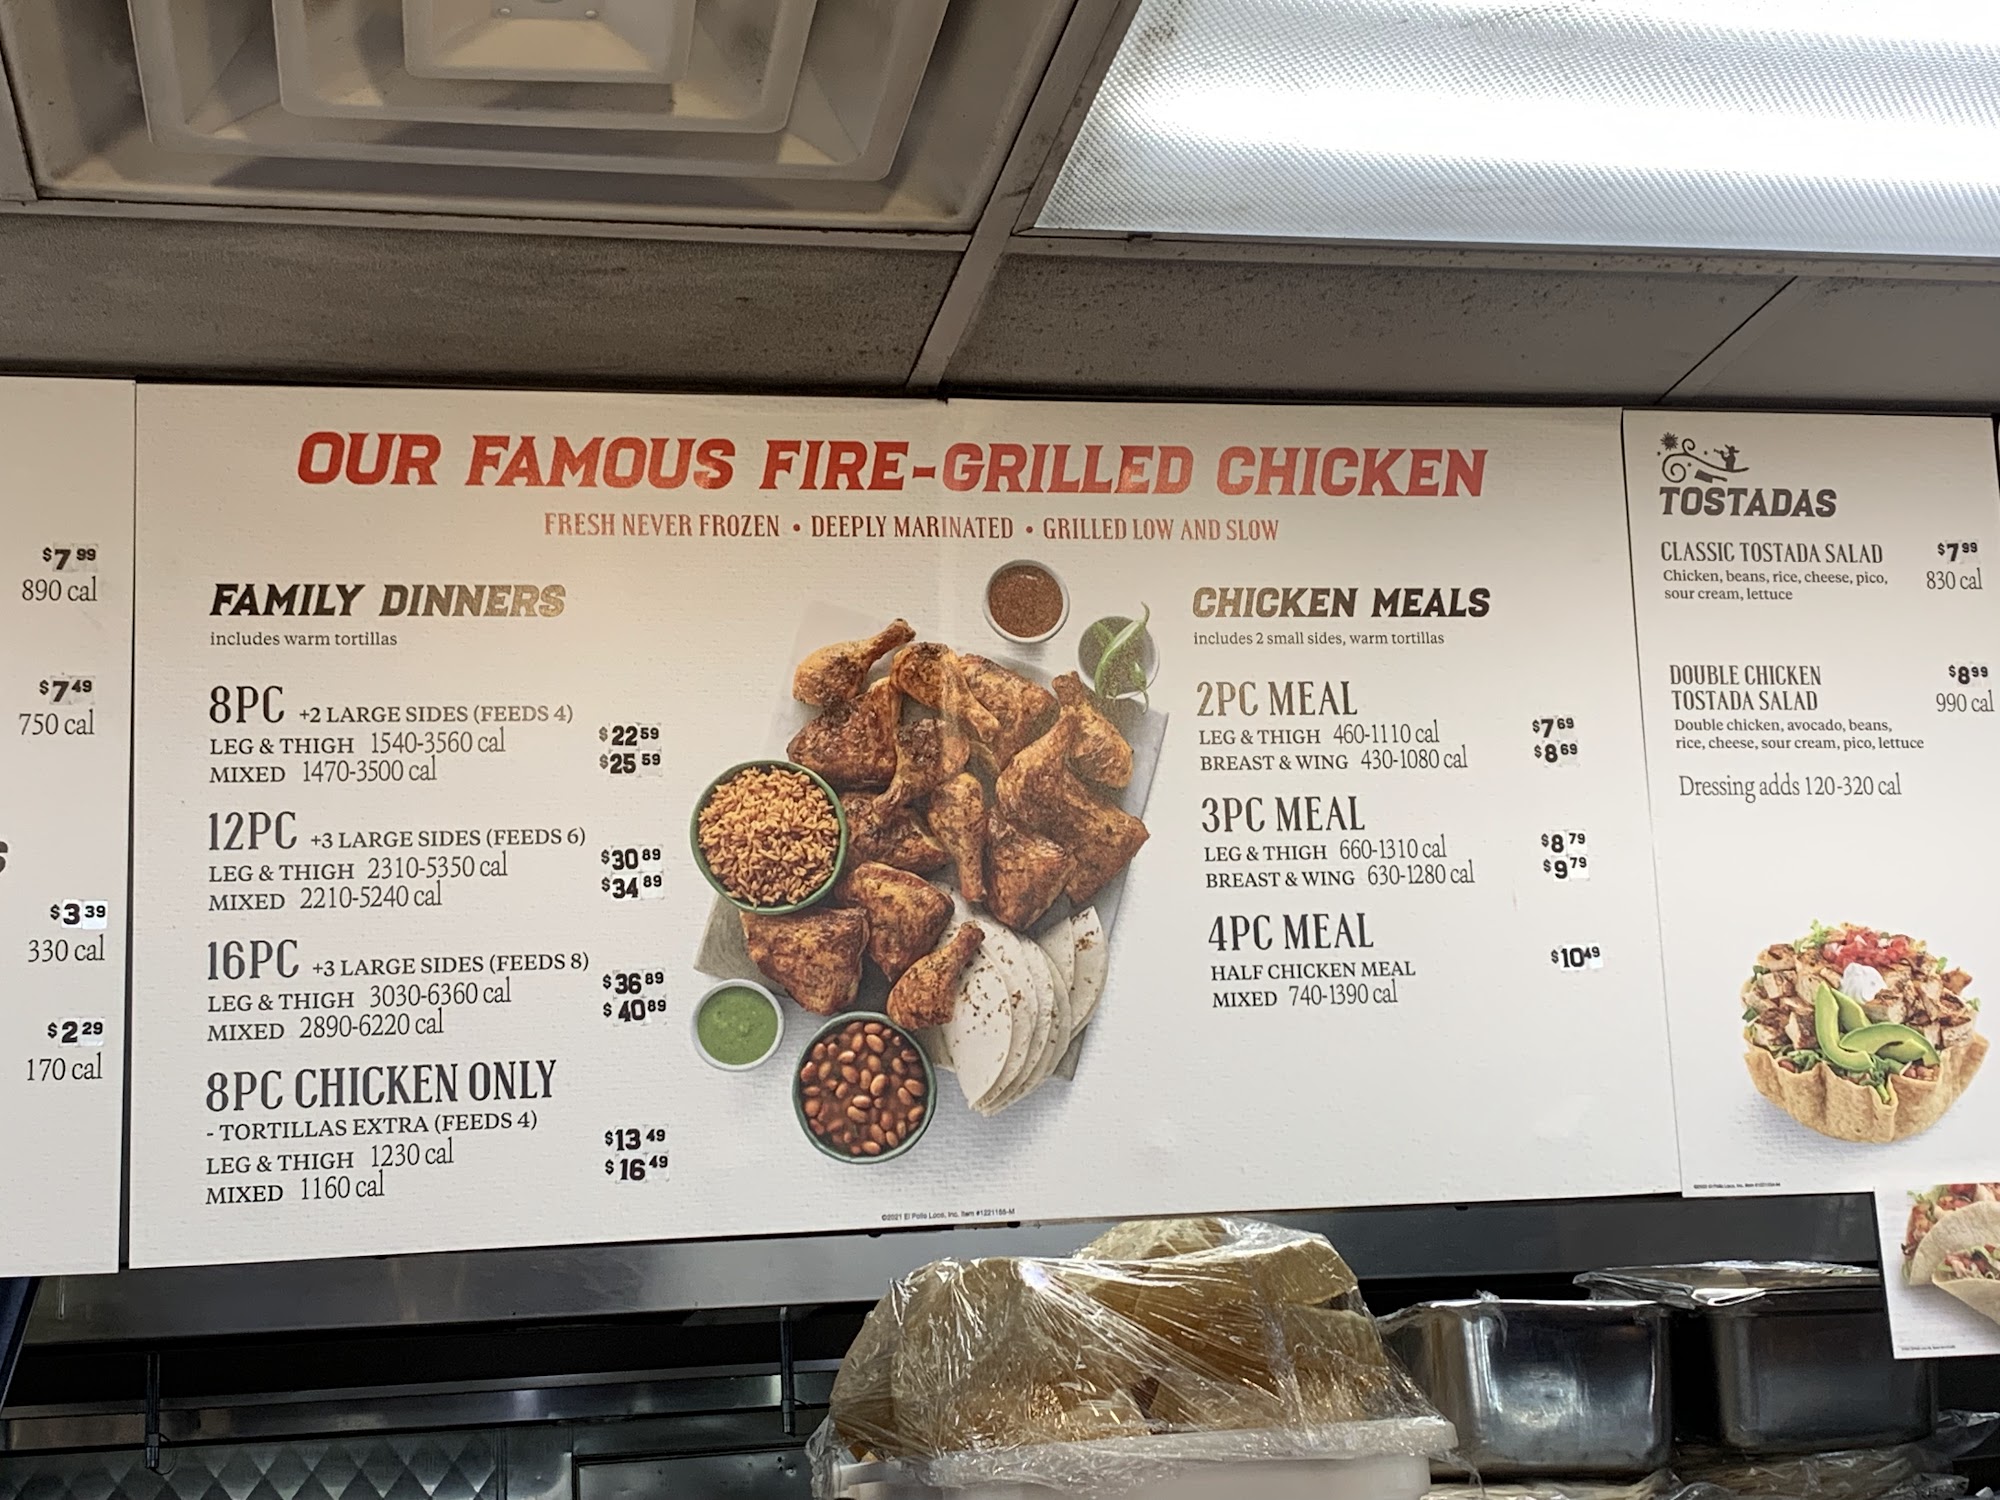 $7.99
890 cal
$7.49
750 cal
$3.39
330 cal
$2.29
170 cal
OUR FAMOUS FIRE-GRILLED CHICKEN
FRESH NEVER FROZEN • DEEPLY MARINATED • GRILLED LOW AND SLOW
FAMILY DINNERS
includes warm tortillas
8PC +2 LARGE SIDES (FEEDS 4)
LEG & THIGH 1540-3560 cal $22.59
MIXED 1470-3500 cal $25.59
12PC +3 LARGE SIDES (FEEDS 6)
LEG & THIGH 2310-5350 cal $30.89
MIXED 2210-5240 cal $34.89
16PC +3 LARGE SIDES (FEEDS 8)
LEG & THIGH 3030-6360 cal $36.89
MIXED 2890-6220 cal $40.89
8PC CHICKEN ONLY
- TORTILLAS EXTRA (FEEDS 4)
LEG & THIGH 1230 cal $13.49
MIXED 1160 cal $16.49
CHICKEN MEALS
includes 2 small sides, warm tortillas
2PC MEAL
LEG & THIGH 460-1110 cal $7.69
BREAST & WING 430-1080 cal $8.69
3PC MEAL
LEG & THIGH 660-1310 cal $8.79
BREAST & WING 630-1280 cal $9.79
4PC MEAL
HALF CHICKEN MEAL $10.49
MIXED 740-1390 cal
©2021 El Pollo Loco, Inc. Item #1221155-M
TOSTADAS
CLASSIC TOSTADA SALAD $7.99
Chicken, beans, rice, cheese, pico, 830 cal
sour cream, lettuce
DOUBLE CHICKEN $8.99
TOSTADA SALAD 990 cal
Double chicken, avocado, beans,
rice, cheese, sour cream, pico, lettuce
Dressing adds 120-320 cal